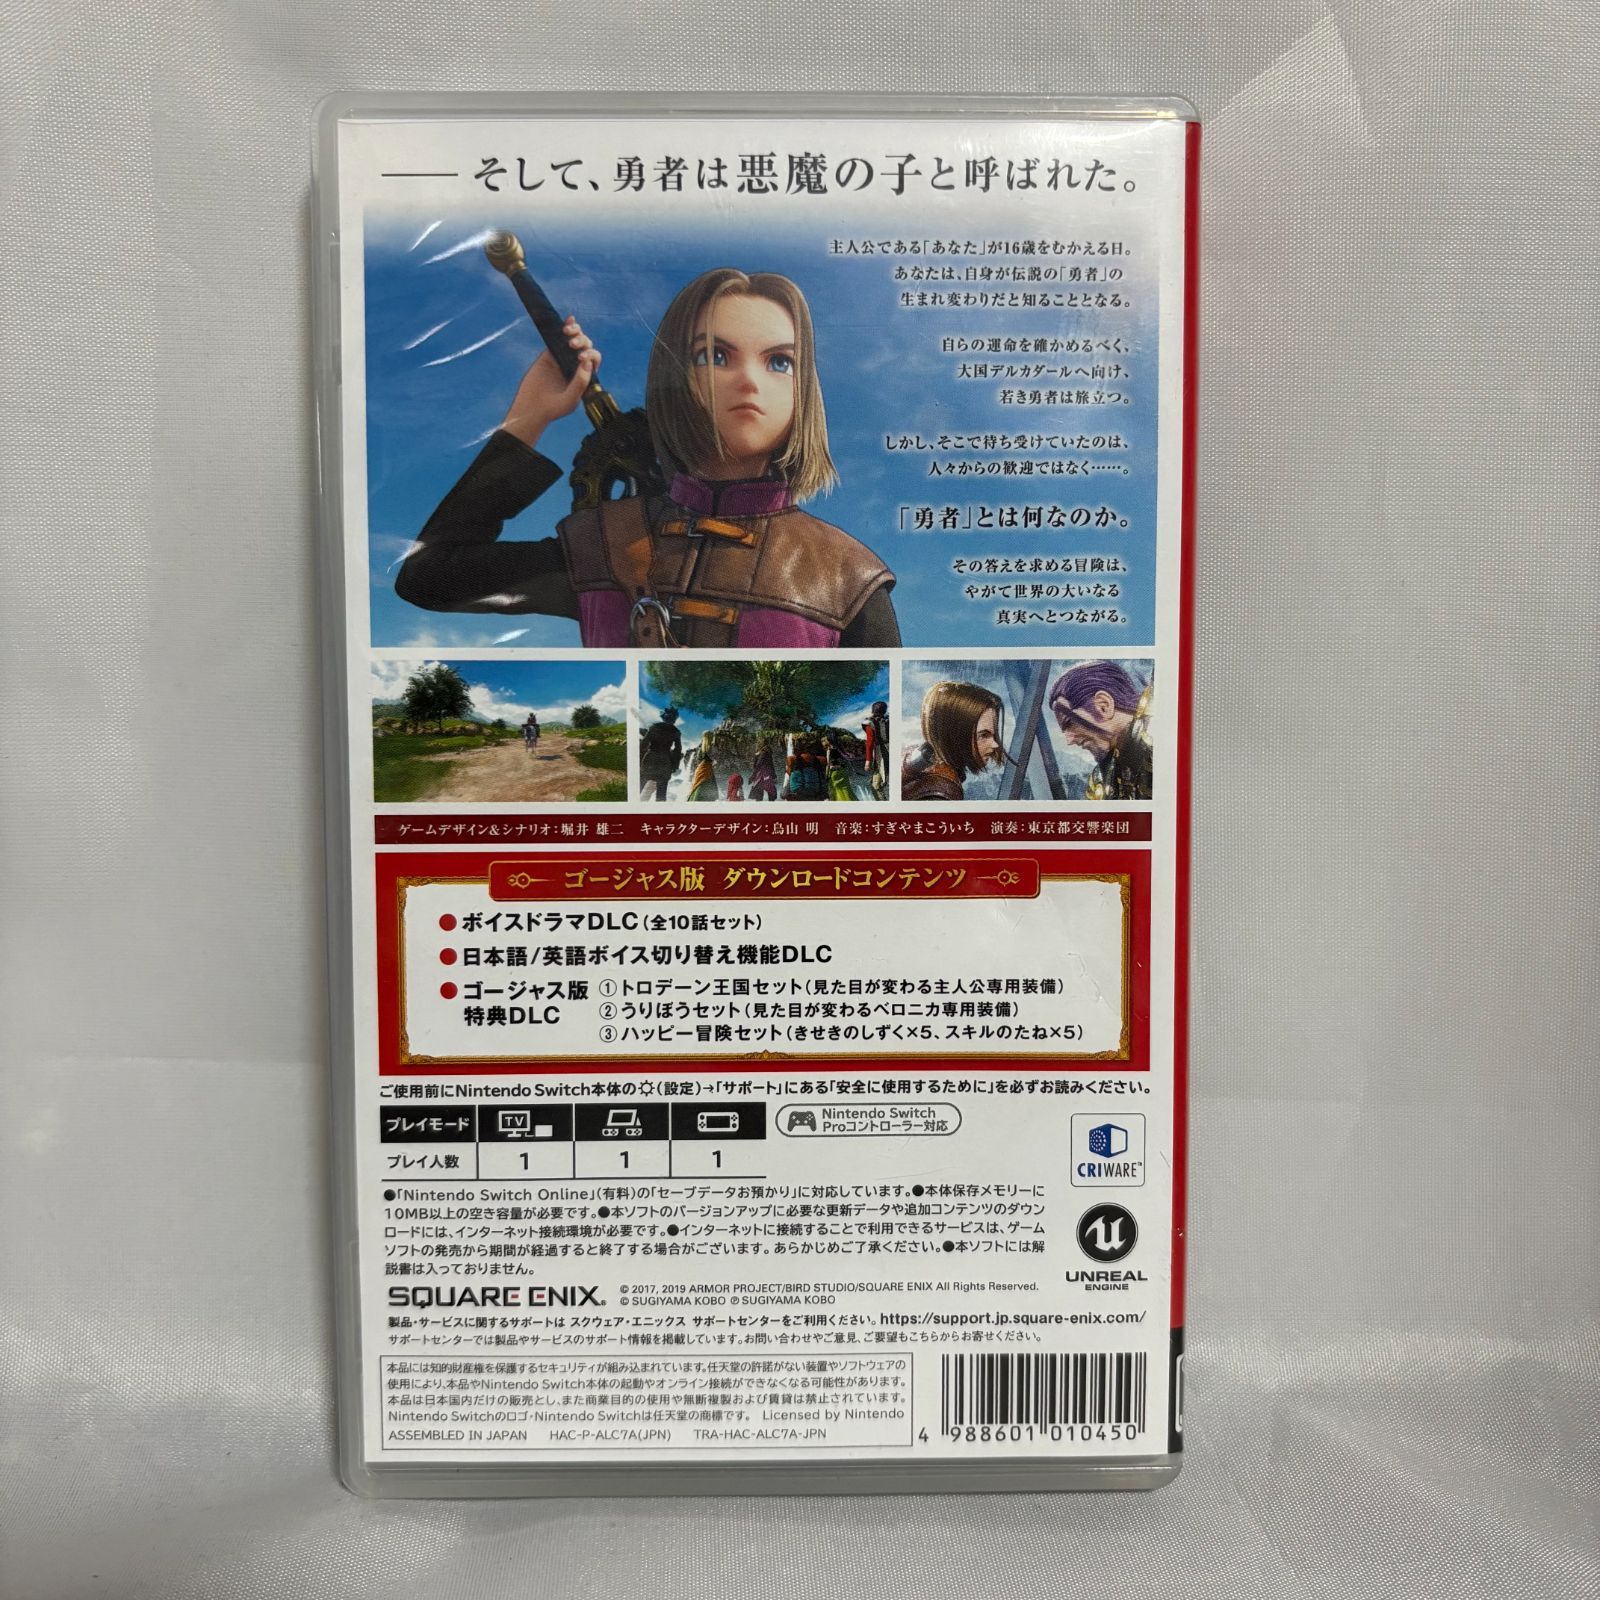 ― そして、勇者は悪魔の子と呼ばれた。
主人公である「あなた」が16歳をむかえる日。
あなたは、自身が伝説の「勇者」の
生まれ変わりだと知ることとなる。
自らの運命を確かめるべく、
大国デルカダールへ向け、
若き勇者は旅立つ。
しかし、そこで待ち受けていたのは、
人々からの歓迎ではなく……。
「勇者」とは何なのか。
その答えを求める冒険は、
やがて世界の大いなる
真実へとつながる。
ゲームデザイン&シナリオ:堀井 雄二 キャラクターデザイン:鳥山 明 音楽:すぎやまこういち 演奏:東京都交響楽団
ゴージャス版 ダウンロードコンテンツ
●ボイスドラマDLC(全10話セット)
●日本語/英語ボイス切り替え機能DLC
●ゴージャス版 ①トロデーン王国セット(見た目が変わる主人公専用装備)
特典DLC ②うりぼうセット(見た目が変わるベロニカ専用装備)
③ハッピー冒険セット(きせきのしずく×5、スキルのたね×5)
ご使用前にNintendo Switch本体の(設定)→「サポート」にある「安全に使用するために」を必ずお読みください。
プレイモード TV
Nintendo Switch
Proコントローラー対応
プレイ人数 1 1 1
CRIWARE™
●「Nintendo Switch Online」(有料)の「セーブデータお預かり」に対応しています。●本体保存メモリーに
10MB以上の空き容量が必要です。●本ソフトのバージョンアップに必要な更新データや追加コンテンツのダウン
ロードには、インターネット接続環境が必要です。●インターネットに接続することで利用できるサービスは、ゲーム
ソフトの発売から期間が経過すると終了する場合がございます。あらかじめご了承ください。●本ソフトには解
説書は入っておりません。
UNREAL
ENGINE
SQUARE ENIX.
© 2017, 2019 ARMOR PROJECT/BIRD STUDIO/SQUARE ENIX All Rights Reserved.
© SUGIYAMA KOBO ℗ SUGIYAMA KOBO
製品・サービスに関するサポートは スクウェア・エニックス サポートセンターをご利用ください。https://support.jp.square-enix.com/
サポートセンターでは製品やサービスのサポート情報を掲載しています。お問い合わせやご意見、ご要望もこちらからお寄せください。
本品には知的財産権を保護するセキュリティが組み込まれています。任天堂の許諾がない装置やソフトウェアの
使用により、本品やNintendo Switch本体の起動やオンライン接続ができなくなる可能性があります。
本品は日本国内だけの販売とし、また商業目的の使用や無断複製および賃貸は禁止されています。
Nintendo Switchのロゴ・Nintendo Switchは任天堂の商標です。 Licensed by Nintendo
ASSEMBLED IN JAPAN HAC-P-ALC7A(JPN) TRA-HAC-ALC7A-JPN
4 988601 010450